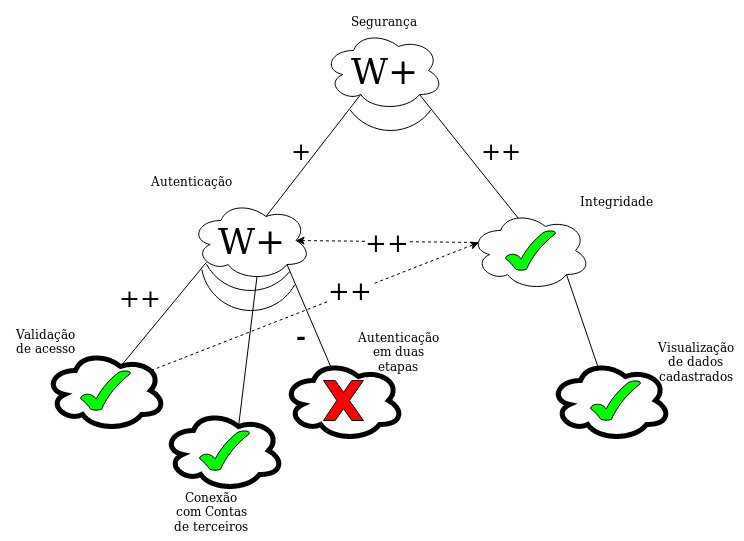 Segurança
W+
+
++
Autenticação
Integridade
W+
++
++
++
-
Validação
de acesso
Autenticação
em duas
etapas
Visualização
de dados
cadastrados
X
Conexão
com Contas
de terceiros